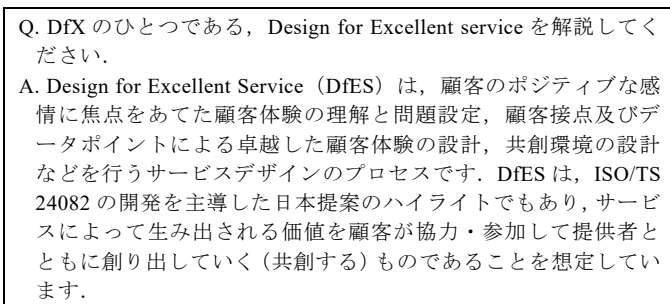 Q. DfX のひとつである，Design for Excellent service を解説してく
ださい．
A. Design for Excellent Service（DfES）は，顧客のポジティブな感
情に焦点をあてた顧客体験の理解と問題設定，顧客接点及びデ
ータポイントによる卓越した顧客体験の設計，共創環境の設計
などを行うサービスデザインのプロセスです．DfES は，ISO/TS
24082 の開発を主導した日本提案のハイライトでもあり，サービ
スによって生み出される価値を顧客が協力・参加して提供者と
ともに創り出していく（共創する）ものであることを想定してい
ます．